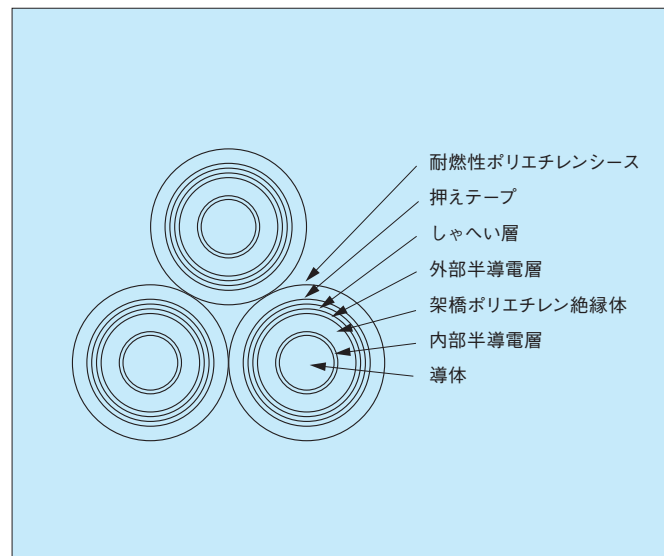 耐燃性ポリエチレンシース
押えテープ
しゃへい層
外部半導電層
架橋ポリエチレン絶縁体
内部半導電層
導体